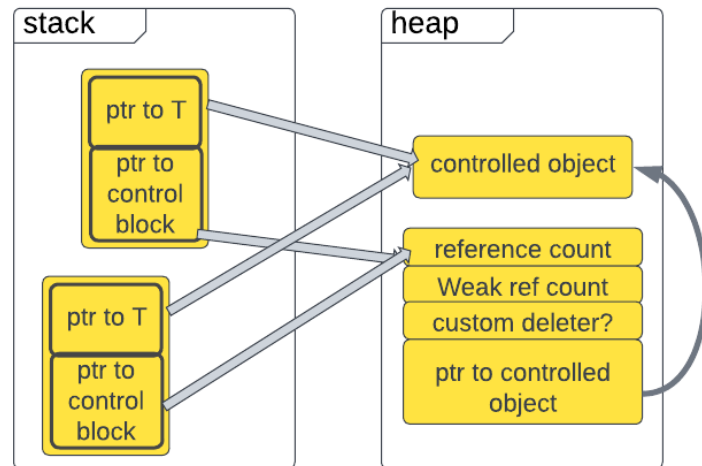 stack
heap
ptr to T
ptr to
control
block
ptr to T
ptr to
control
block
controlled object
reference count
Weak ref count
custom deleter?
ptr to controlled
object